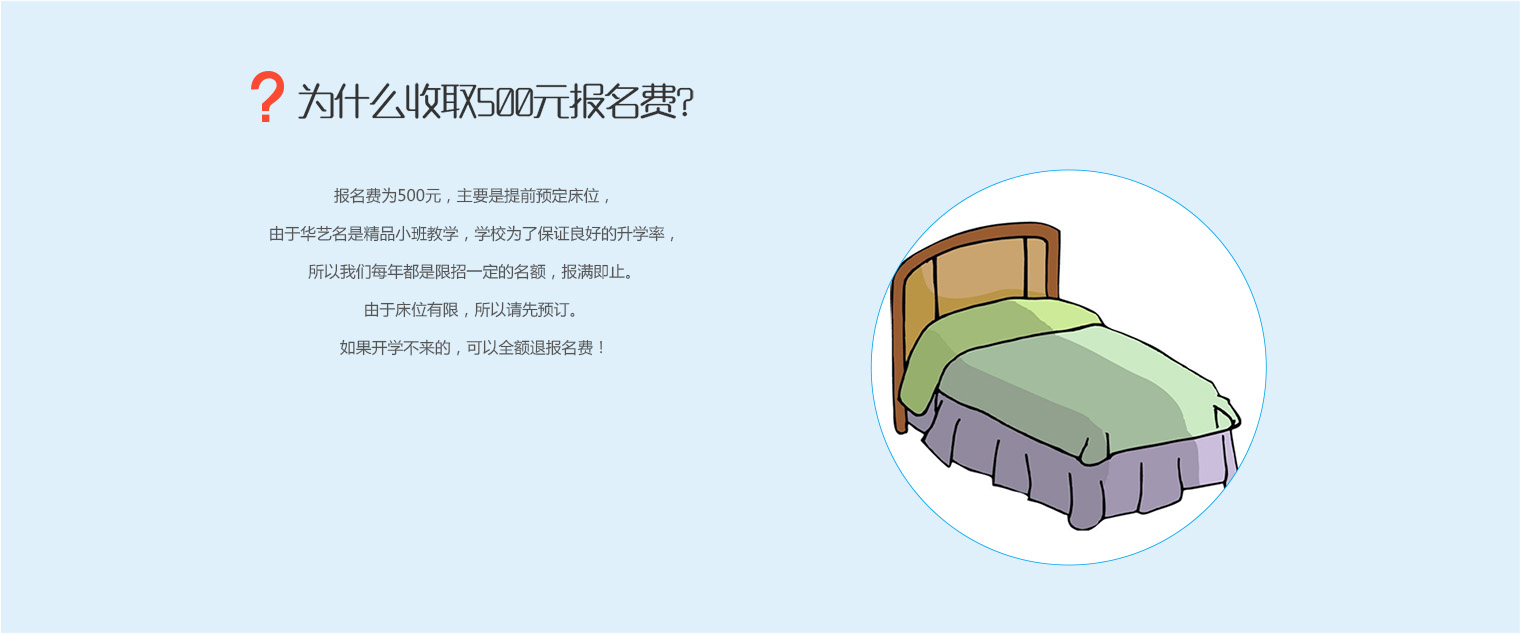 ?为什么收取500元报名费?
报名费为500元，主要是提前预定床位，
由于华艺名是精品小班教学，学校为了保证良好的升学率，
所以我们每年都是限招一定的名额，报满即止。
由于床位有限，所以请先预订。
如果开学不来的，可以全额退报名费！